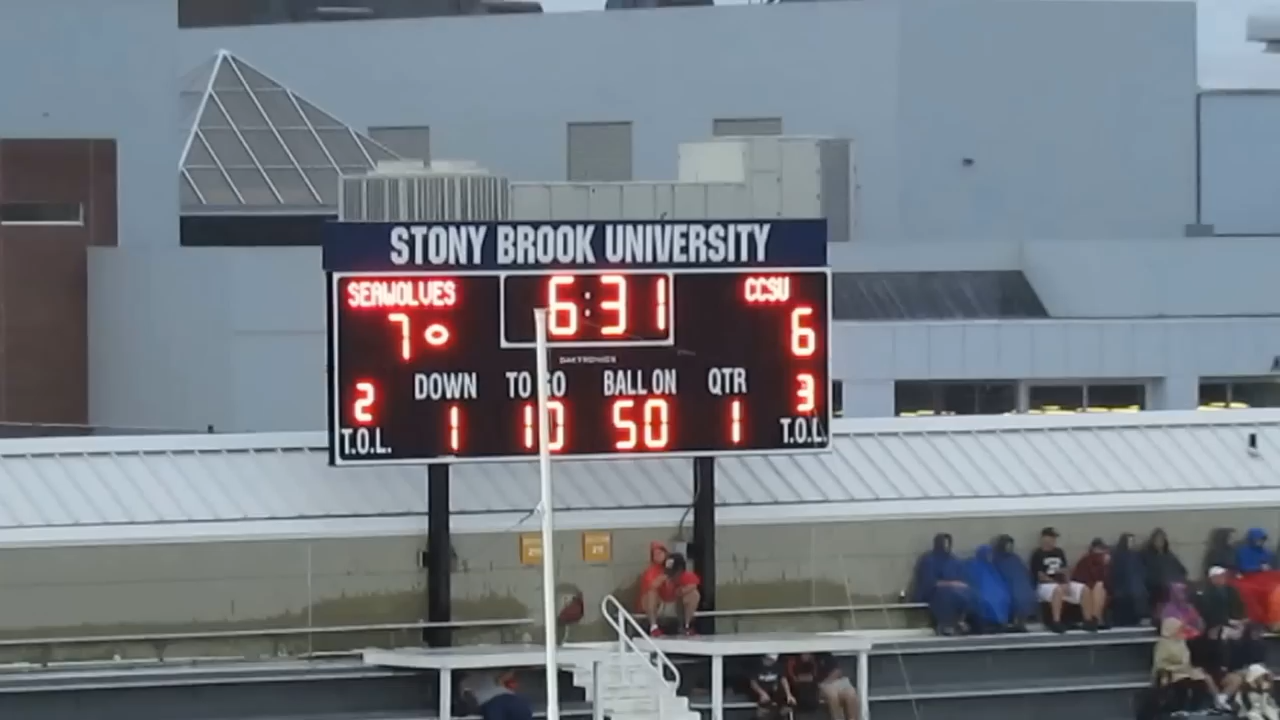 STONY BROOK UNIVERSITY
SEAWOLVES 6:31 CCSU
7 6
DAKTRONICS
DOWN TO GO BALL ON QTR
2 1 10 50 1 3
T.O.L. T.O.L.